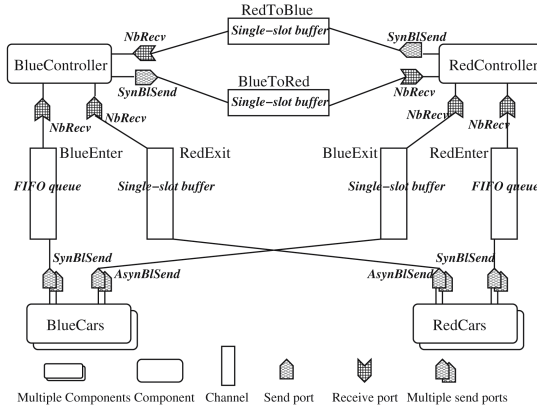 RedToBlue
NbRecv
Single-slot buffer
SynBlSend
BlueController
RedController
BlueToRed
SynBlSend
Single-slot buffer
NbRecv
NbRecv
NbRecv
NbRecv
NbRecv
BlueEnter
RedExit
BlueExit
RedEnter
FIFO queue
Single-slot buffer
Single-slot buffer
FIFO queue
SynBlSend
SynBlSend
AsynBlSend
AsynBlSend
BlueCars
RedCars
Multiple Components
Component
Channel
Send port
Receive port
Multiple send ports